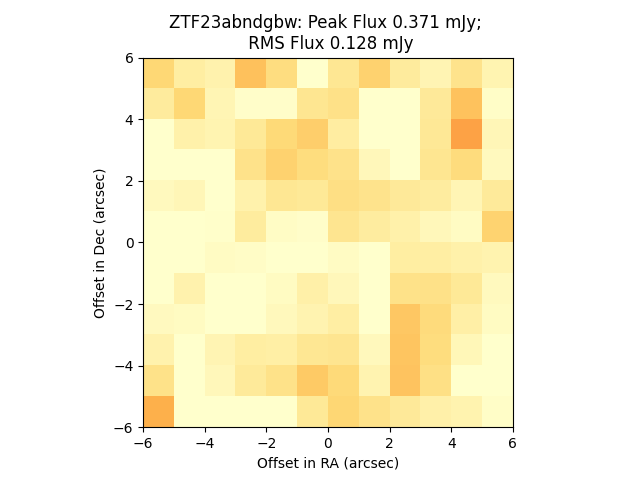 ZTF23abndgbw: Peak Flux 0.371 mJy;
RMS Flux 0.128 mJy
6
4
2
0
−2
−4
−6
Offset in Dec (arcsec)
−6 −4 −2 0 2 4 6
Offset in RA (arcsec)